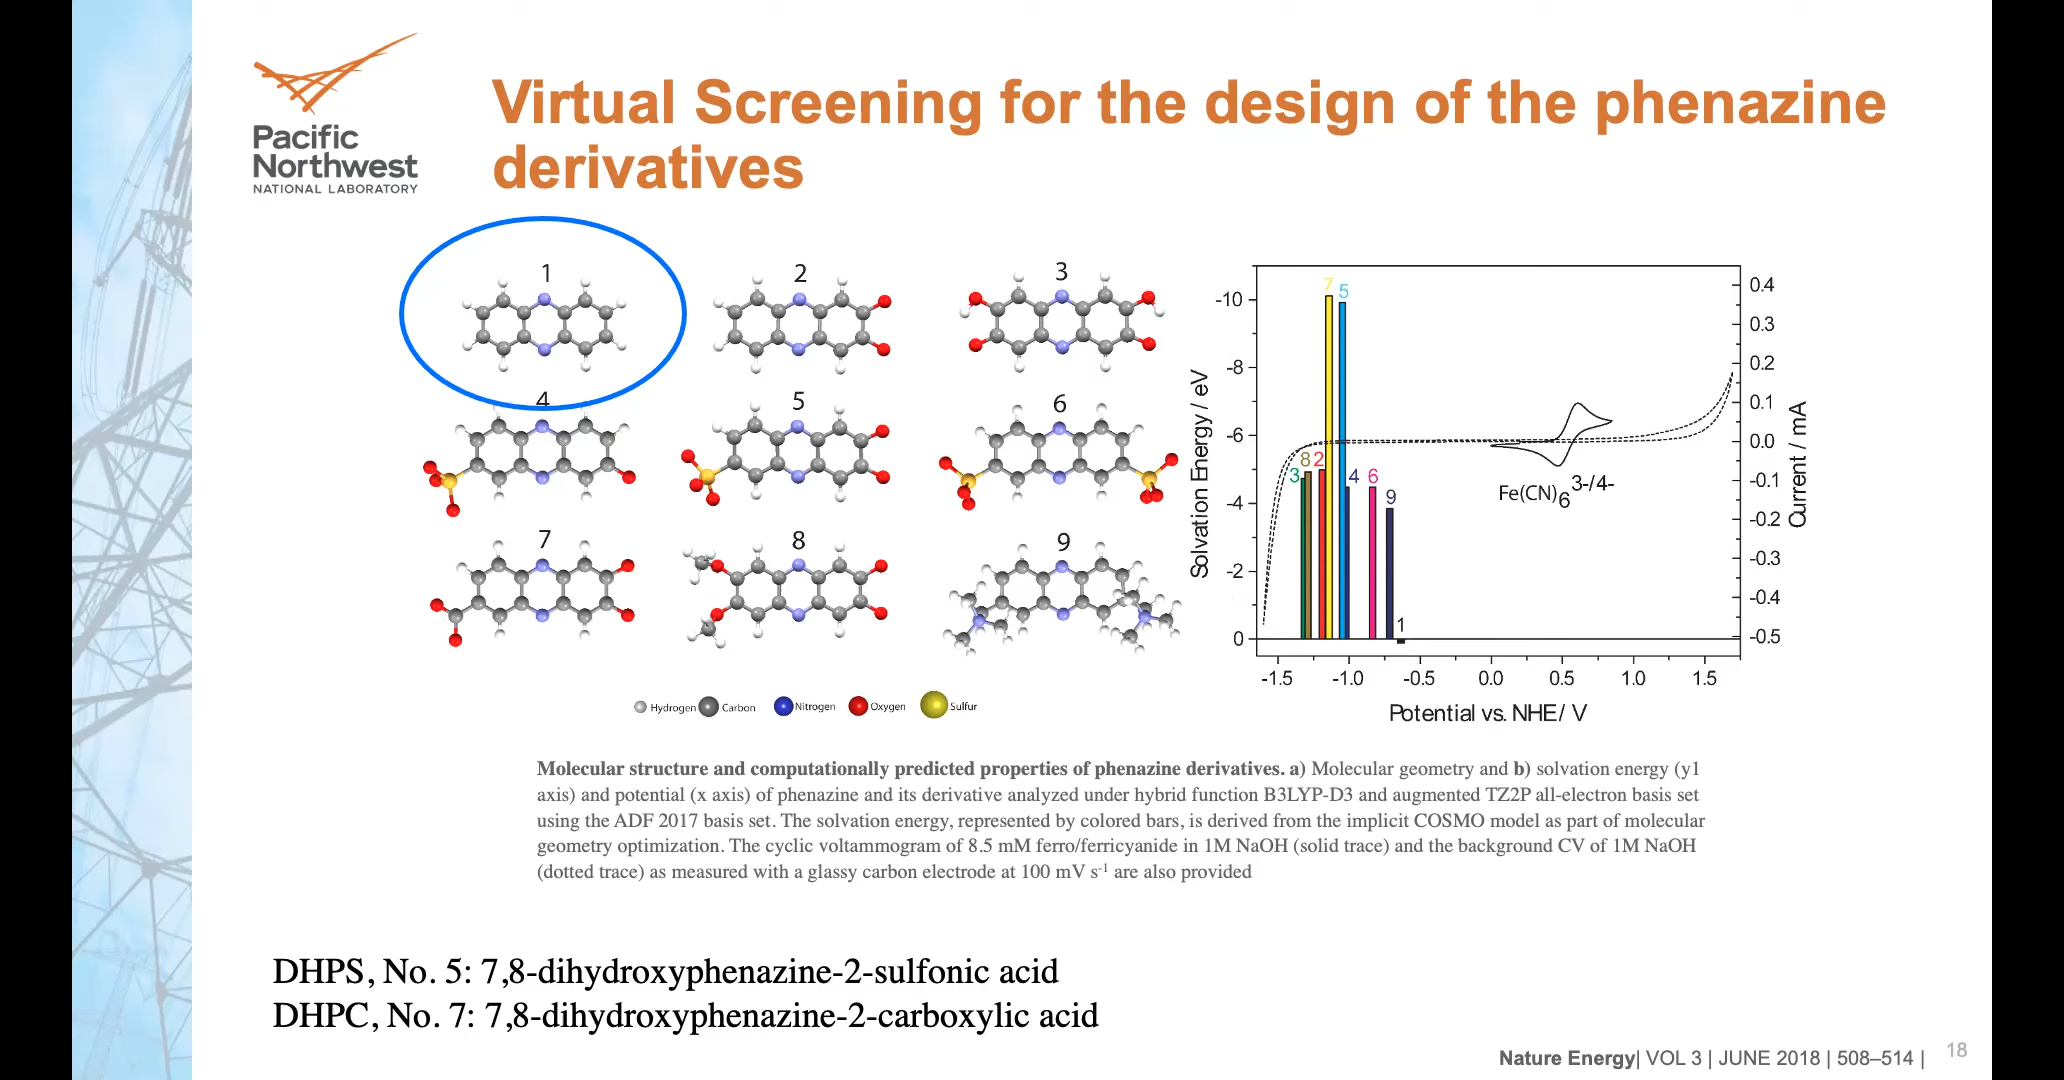 Pacific
Northwest
NATIONAL LABORATORY
Virtual Screening for the design of the phenazine
derivatives
1
2
3
4
5
6
7
8
9
Hydrogen Carbon Nitrogen Oxygen Sulfur
Solvation Energy / eV
-10
-8
-6
-4
-2
0
7 5
3 8 2 4 6 9 1
Fe(CN)6 3-/4-
0.4
0.3
0.2
0.1
0.0
-0.1
-0.2
-0.3
-0.4
-0.5
Current / mA
-1.5 -1.0 -0.5 0.0 0.5 1.0 1.5
Potential vs. NHE/ V
Molecular structure and computationally predicted properties of phenazine derivatives. a) Molecular geometry and b) solvation energy (y1
axis) and potential (x axis) of phenazine and its derivative analyzed under hybrid function B3LYP-D3 and augmented TZ2P all-electron basis set
using the ADF 2017 basis set. The solvation energy, represented by colored bars, is derived from the implicit COSMO model as part of molecular
geometry optimization. The cyclic voltammogram of 8.5 mM ferro/ferricyanide in 1M NaOH (solid trace) and the background CV of 1M NaOH
(dotted trace) as measured with a glassy carbon electrode at 100 mV s-1 are also provided
DHPS, No. 5: 7,8-dihydroxyphenazine-2-sulfonic acid
DHPC, No. 7: 7,8-dihydroxyphenazine-2-carboxylic acid
Nature Energy| VOL 3 | JUNE 2018 | 508–514 |
18